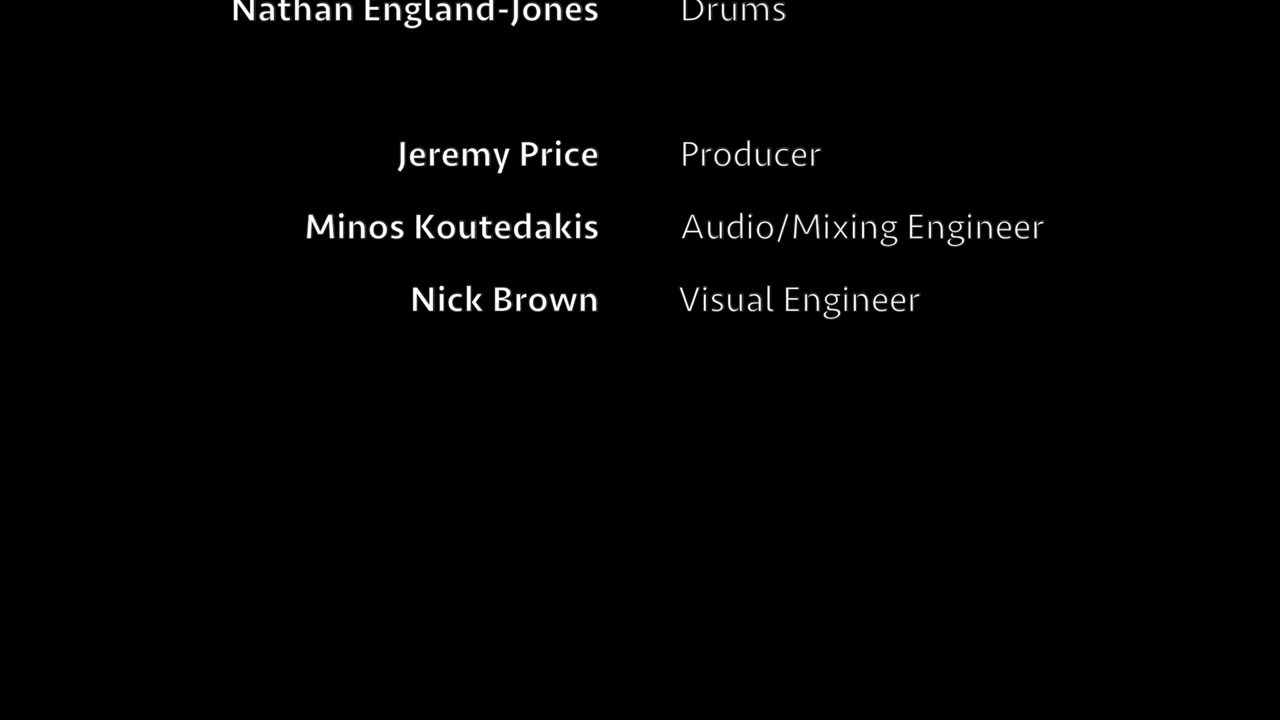 Nathan England-Jones Drums
Jeremy Price Producer
Minos Koutedakis Audio/Mixing Engineer
Nick Brown Visual Engineer